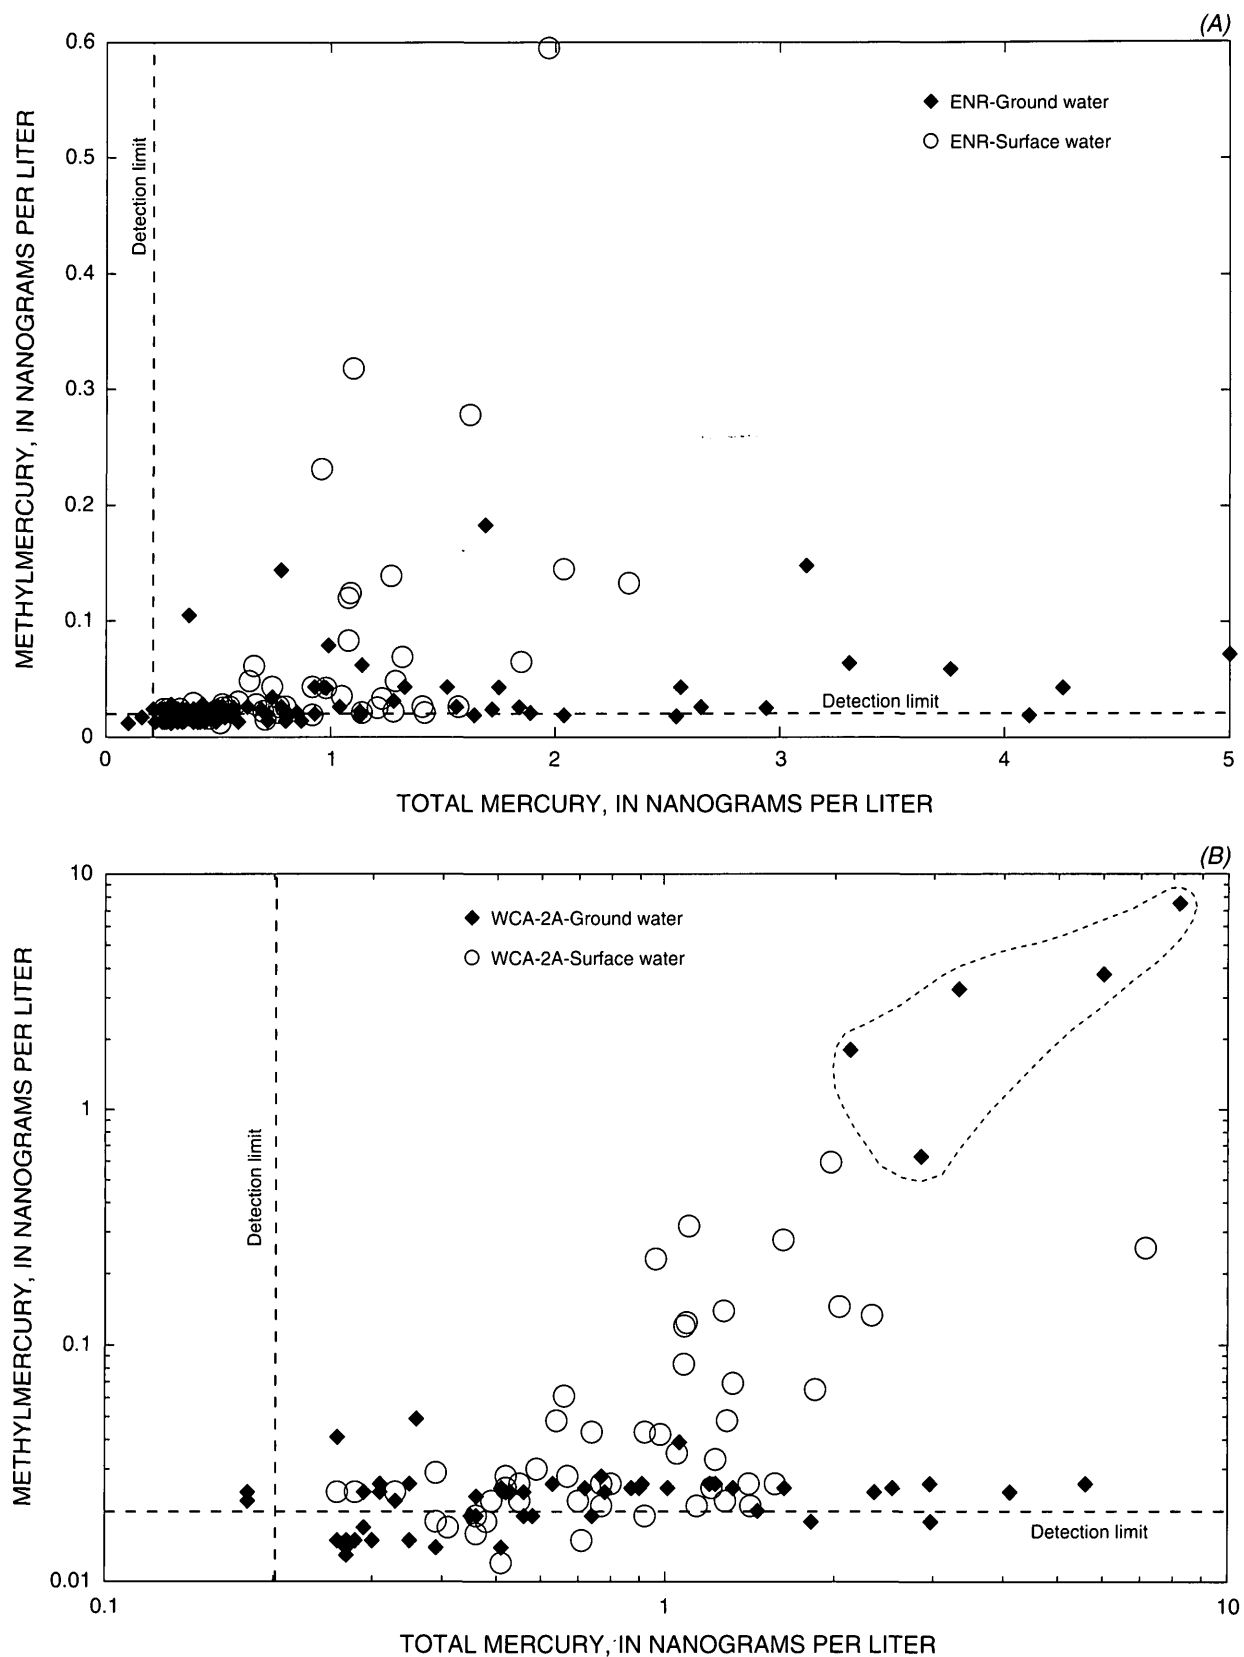 (A)
0.6
0.5
0.4
0.3
0.2
0.1
0
METHYLMERCURY, IN NANOGRAMS PER LITER
Detection limit
ENR-Ground water
ENR-Surface water
Detection limit
0 1 2 3 4 5
TOTAL MERCURY, IN NANOGRAMS PER LITER
(B)
10
1
0.1
0.01
METHYLMERCURY, IN NANOGRAMS PER LITER
WCA-2A-Ground water
WCA-2A-Surface water
Detection limit
Detection limit
0.1 1 10
TOTAL MERCURY, IN NANOGRAMS PER LITER